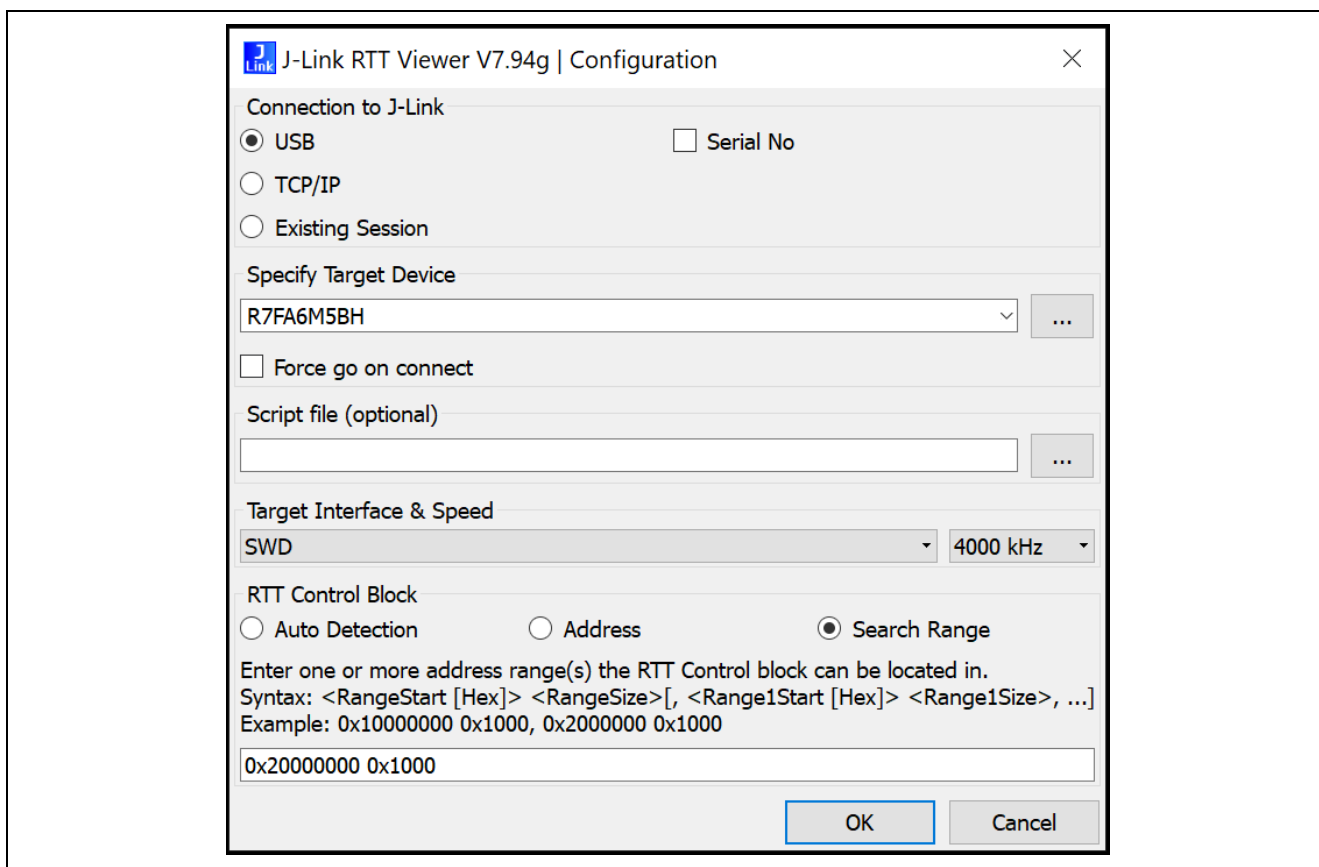 J-Link RTT Viewer V7.94g | Configuration
Connection to J-Link
USB
Serial No
TCP/IP
Existing Session
Specify Target Device
R7FA6M5BH
...
Force go on connect
Script file (optional)
...
Target Interface & Speed
SWD
4000 kHz
RTT Control Block
Auto Detection
Address
Search Range
Enter one or more address range(s) the RTT Control block can be located in.
Syntax: <RangeStart [Hex]> <RangeSize>[, <Range1Start [Hex]> <Range1Size>, ...]
Example: 0x10000000 0x1000, 0x2000000 0x1000
0x20000000 0x1000
OK
Cancel